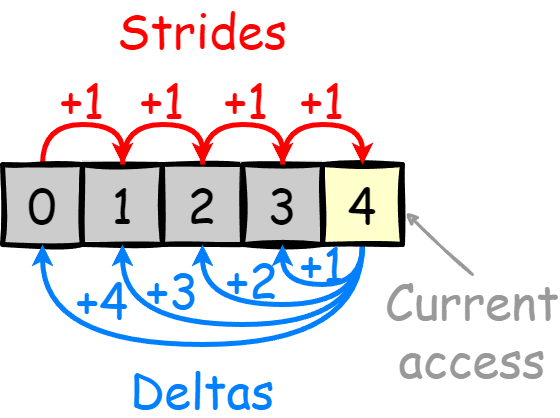 Strides
+1 +1 +1 +1
0 1 2 3 4
+4 +3 +2 +1
Current
access
Deltas